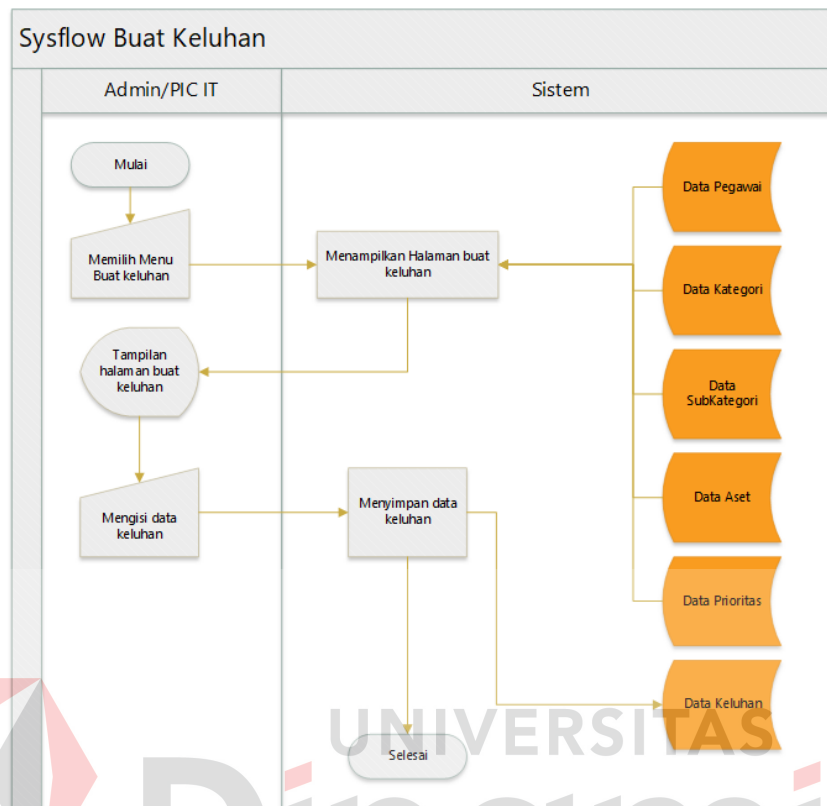 Sysflow Buat Keluhan
Admin/PIC IT
Sistem
Mulai
Memilih Menu
Buat keluhan
Menampilkan Halaman buat
keluhan
Tampilan
halaman buat
keluhan
Mengisi data
keluhan
Menyimpan data
keluhan
Selesai
Data Pegawai
Data Kategori
Data
SubKategori
Data Aset
Data Prioritas
Data Keluhan
UNIVERSITAS